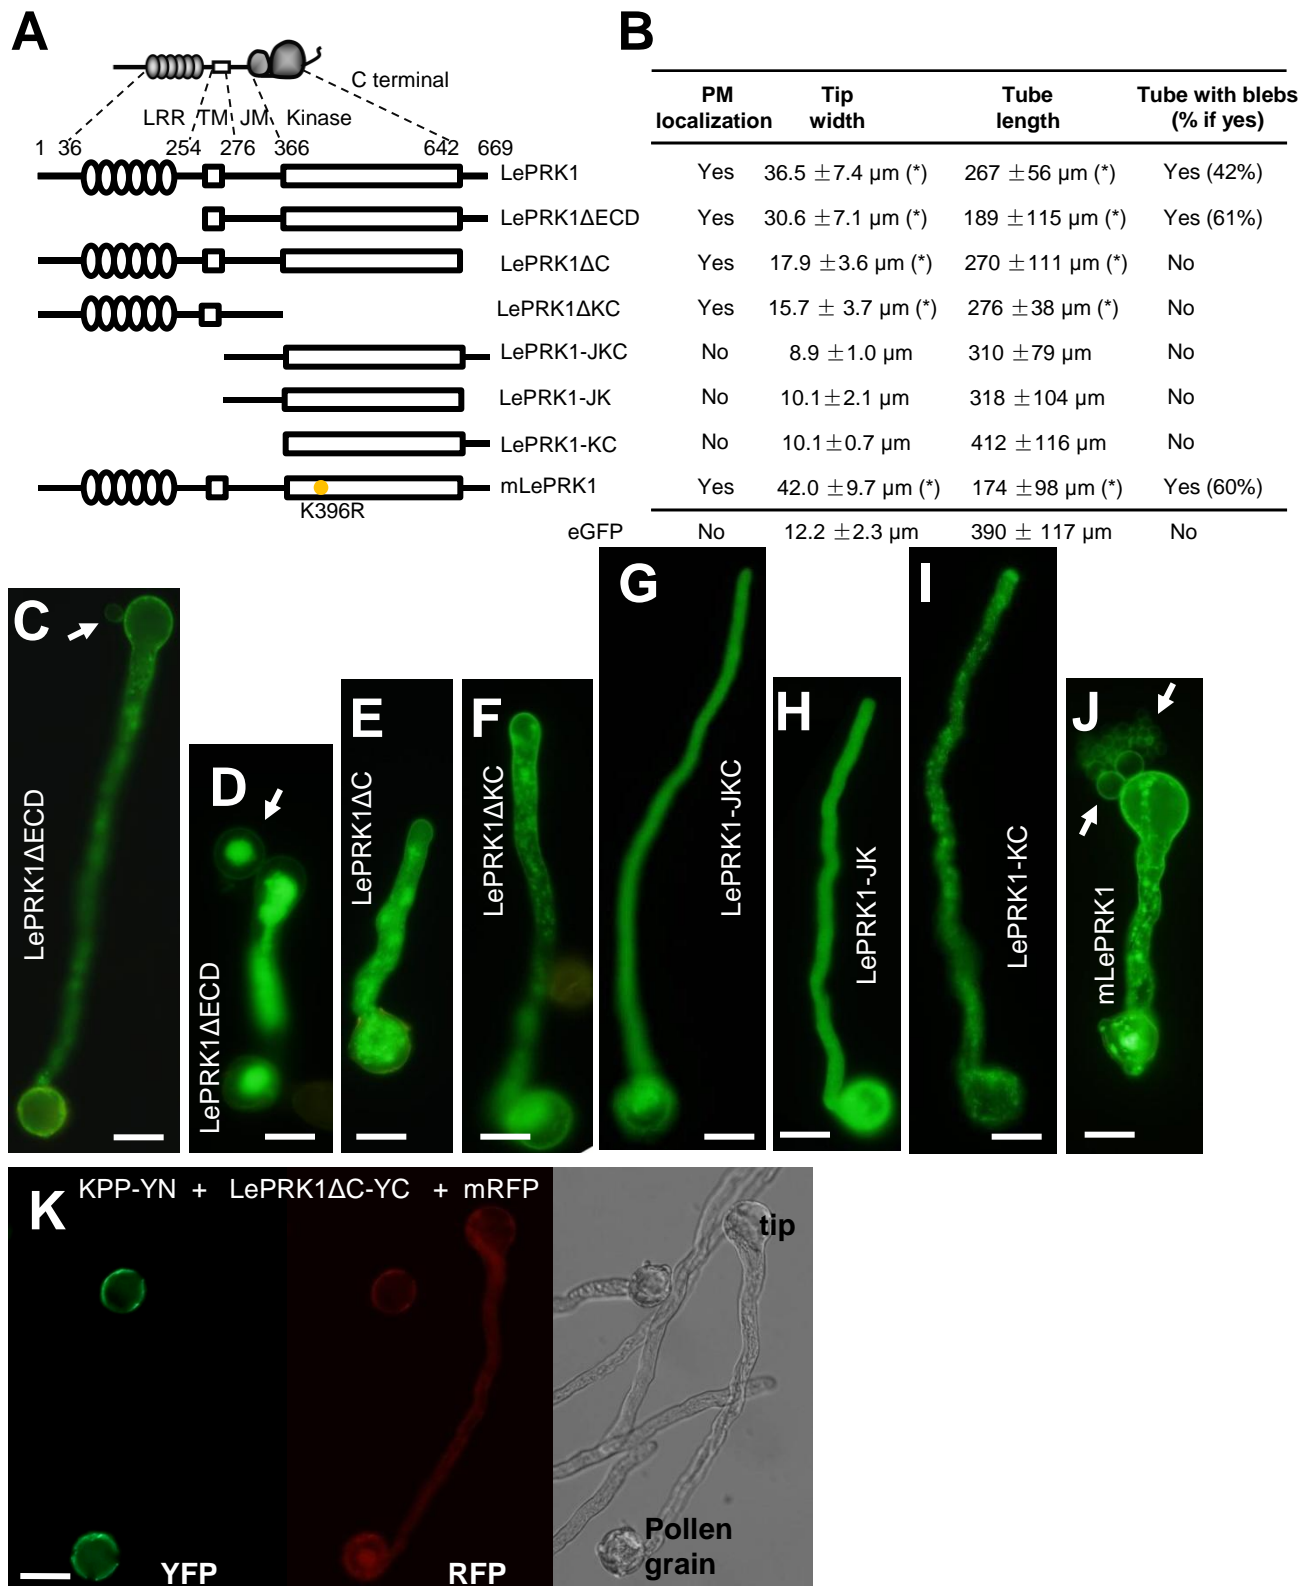 A
C terminal
LRR TM JM Kinase
1 36 254 276 366 642 669
LePRK1
LePRK1ΔECD
LePRK1ΔC
LePRK1ΔKC
LePRK1-JKC
LePRK1-JK
LePRK1-KC
mLePRK1
K396R
eGFP
B
PM localization Tip width Tube length Tube with blebs (% if yes)
Yes 36.5 ±7.4 µm (*) 267 ±56 µm (*) Yes (42%)
Yes 30.6 ±7.1 µm (*) 189 ±115 µm (*) Yes (61%)
Yes 17.9 ±3.6 µm (*) 270 ±111 µm (*) No
Yes 15.7 ± 3.7 µm (*) 276 ±38 µm (*) No
No 8.9 ±1.0 µm 310 ±79 µm No
No 10.1±2.1 µm 318 ±104 µm No
No 10.1±0.7 µm 412 ±116 µm No
Yes 42.0 ±9.7 µm (*) 174 ±98 µm (*) Yes (60%)
No 12.2 ±2.3 µm 390 ± 117 µm No
C
LePRK1ΔECD
D
LePRK1ΔECD
E
LePRK1ΔC
F
LePRK1ΔKC
G
LePRK1-JKC
H
LePRK1-JK
I
LePRK1-KC
J
mLePRK1
K
KPP-YN + LePRK1ΔC-YC + mRFP
tip
Pollen
grain
YFP
RFP